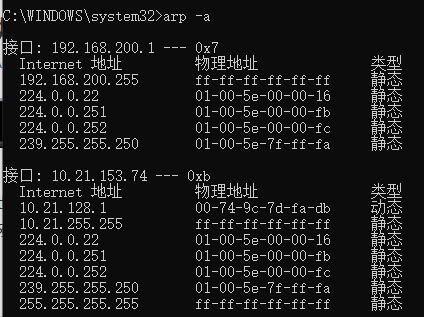 C:\WINDOWS\system32>arp -a
接口: 192.168.200.1 --- 0x7
Internet 地址 物理地址 类型
192.168.200.255 ff-ff-ff-ff-ff-ff 静态
224.0.0.22 01-00-5e-00-00-16 静态
224.0.0.251 01-00-5e-00-00-fb 静态
224.0.0.252 01-00-5e-00-00-fc 静态
239.255.255.250 01-00-5e-7f-ff-fa 静态
接口: 10.21.153.74 --- 0xb
Internet 地址 物理地址 类型
10.21.128.1 00-74-9c-7d-fa-db 动态
10.21.255.255 ff-ff-ff-ff-ff-ff 静态
224.0.0.22 01-00-5e-00-00-16 静态
224.0.0.251 01-00-5e-00-00-fb 静态
224.0.0.252 01-00-5e-00-00-fc 静态
239.255.255.250 01-00-5e-7f-ff-fa 静态
255.255.255.255 ff-ff-ff-ff-ff-ff 静态